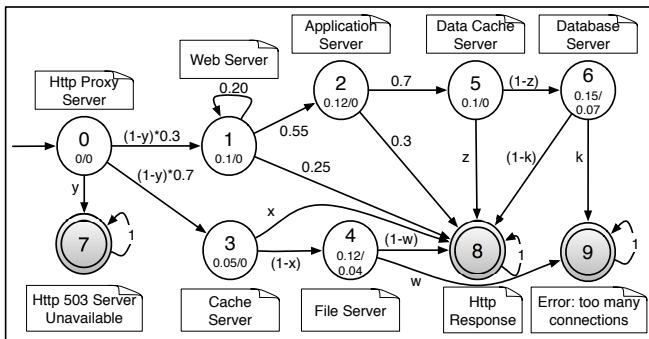 Application
Server
Data Cache
Server
Database
Server
Web Server
Http Proxy
Server
0.20
2
0.12/0
0.7
5
0.1/0
(1-z)
6
0.15/
0.07
0
0/0
(1-y)*0.3
1
0.1/0
0.55
0.3
z
(1-k)
k
y
(1-y)*0.7
0.25
x
7
1
3
0.05/0
(1-x)
4
0.12/
0.04
(1-w)
w
8
1
9
1
Http 503 Server
Unavailable
Cache
Server
File Server
Http
Response
Error: too many
connections